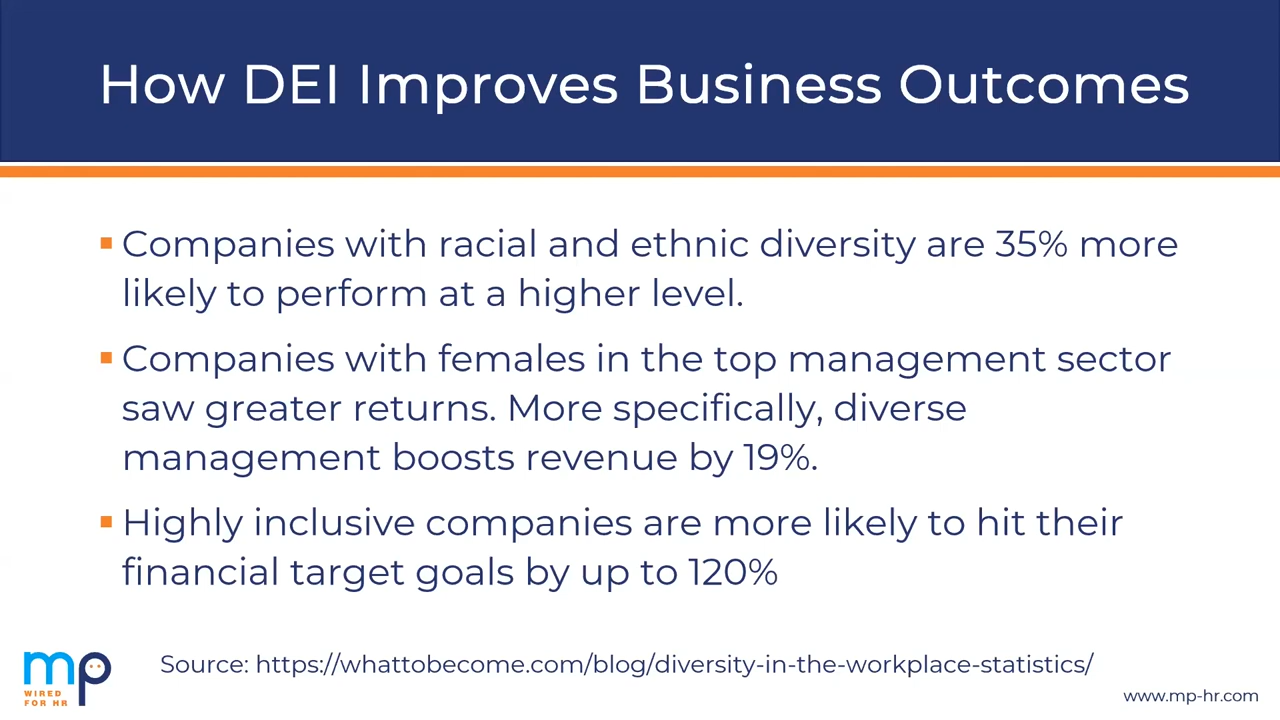 How DEI Improves Business Outcomes
▪ Companies with racial and ethnic diversity are 35% more
likely to perform at a higher level.
▪ Companies with females in the top management sector
saw greater returns. More specifically, diverse
management boosts revenue by 19%.
▪ Highly inclusive companies are more likely to hit their
financial target goals by up to 120%
mp
WIRED
FOR HR
Source: https://whattobecome.com/blog/diversity-in-the-workplace-statistics/
www.mp-hr.com